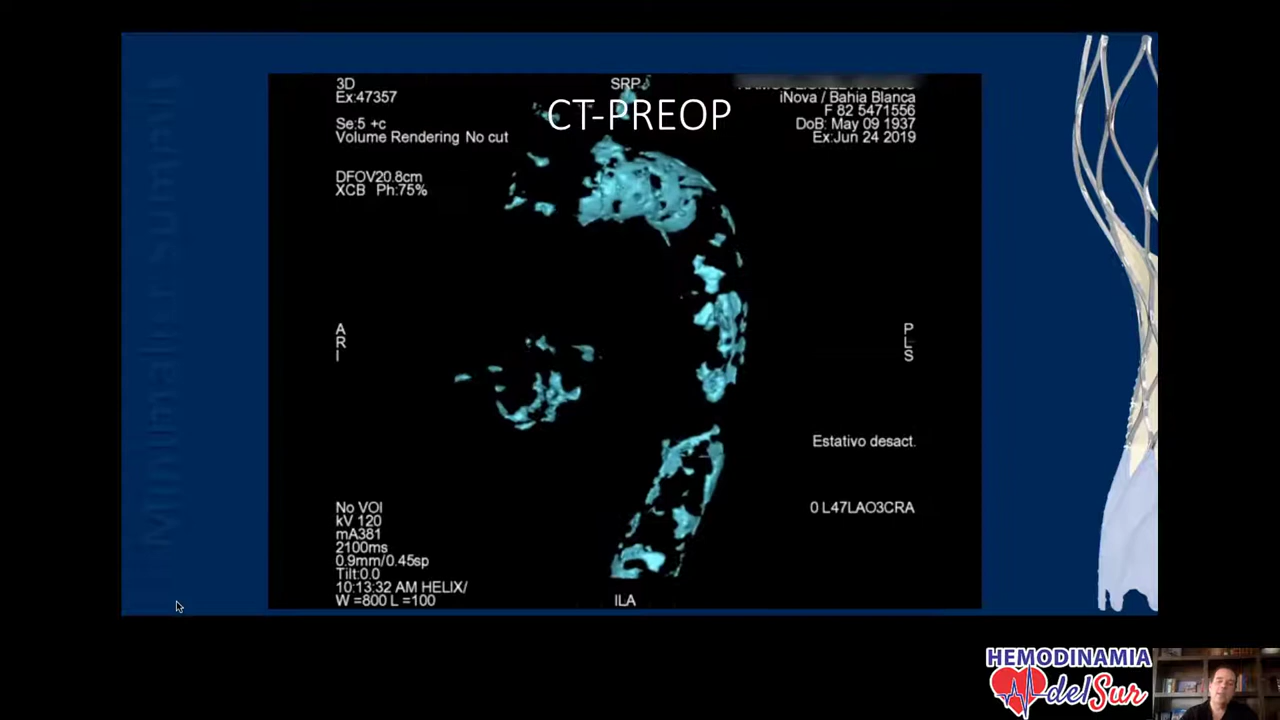 3D
Ex:47357
Se:5 +c
Volume Rendering No cut
DFOV20.8cm
XCB Ph:75%
SRP
CT-PREOP
iNova / Bahia Blanca
F 82 5471556
DoB: May 09 1937
Ex:Jun 24 2019
A
R
I
P
L
S
Estativo desact.
0 L47LAO3CRA
No VOI
kV 120
mA381
2100ms
0.9mm/0.45sp
Tilt:0.0
10:13:32 AM HELIX/
W =800 L =100
ILA
HEMODINAMIA
delSur